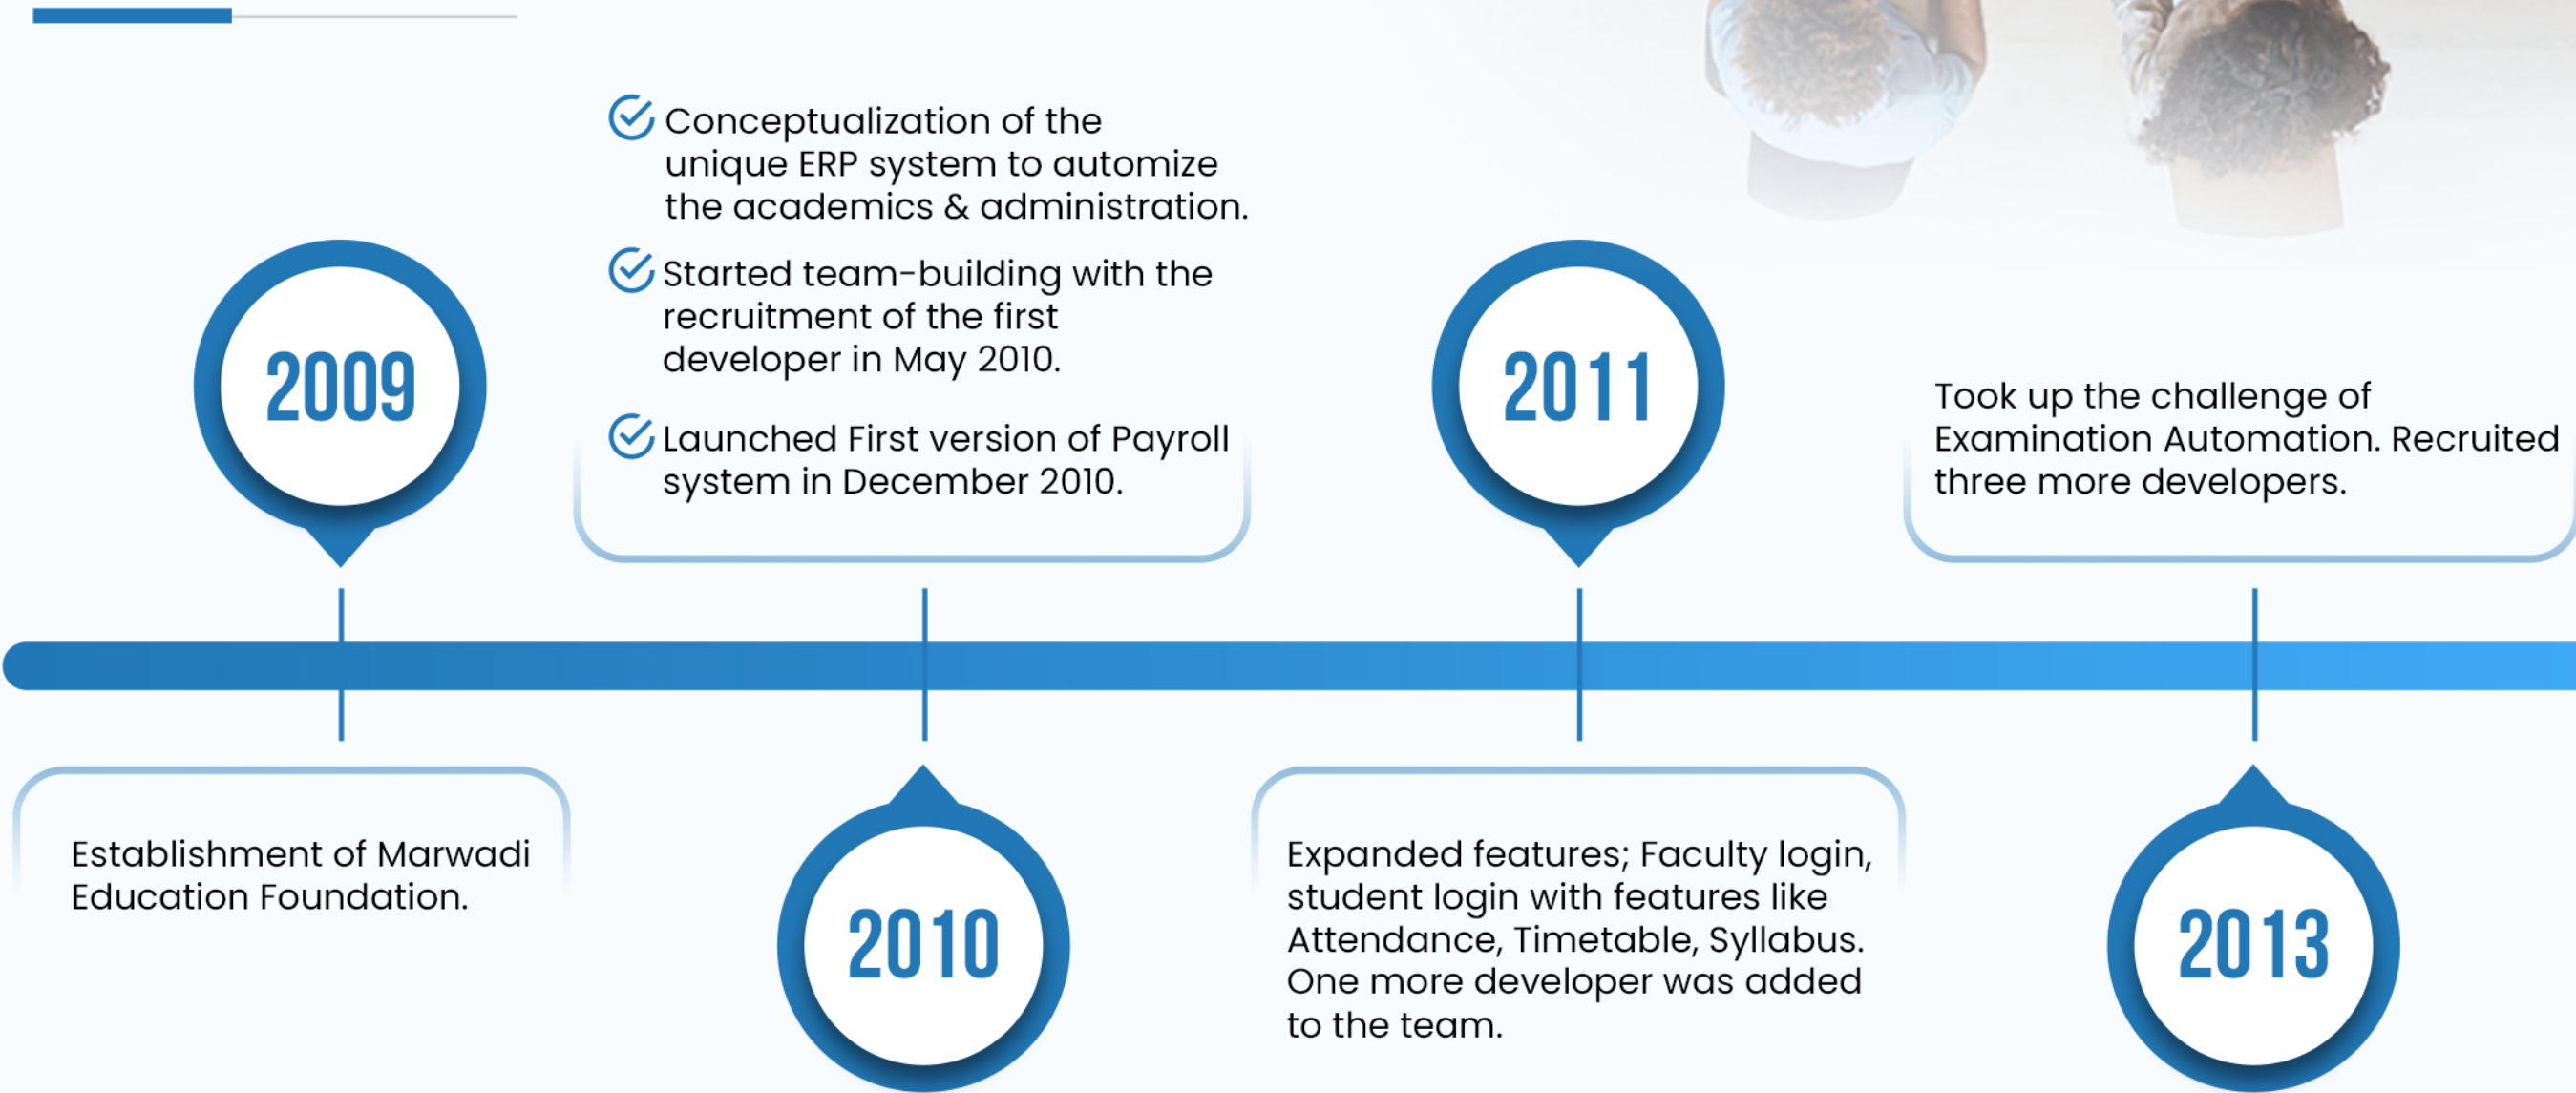 2009
Establishment of Marwadi
Education Foundation.
Conceptualization of the
unique ERP system to automize
the academics & administration.
Started team-building with the
recruitment of the first
developer in May 2010.
Launched First version of Payroll
system in December 2010.
2010
2011
Expanded features; Faculty login,
student login with features like
Attendance, Timetable, Syllabus.
One more developer was added
to the team.
Took up the challenge of
Examination Automation. Recruited
three more developers.
2013